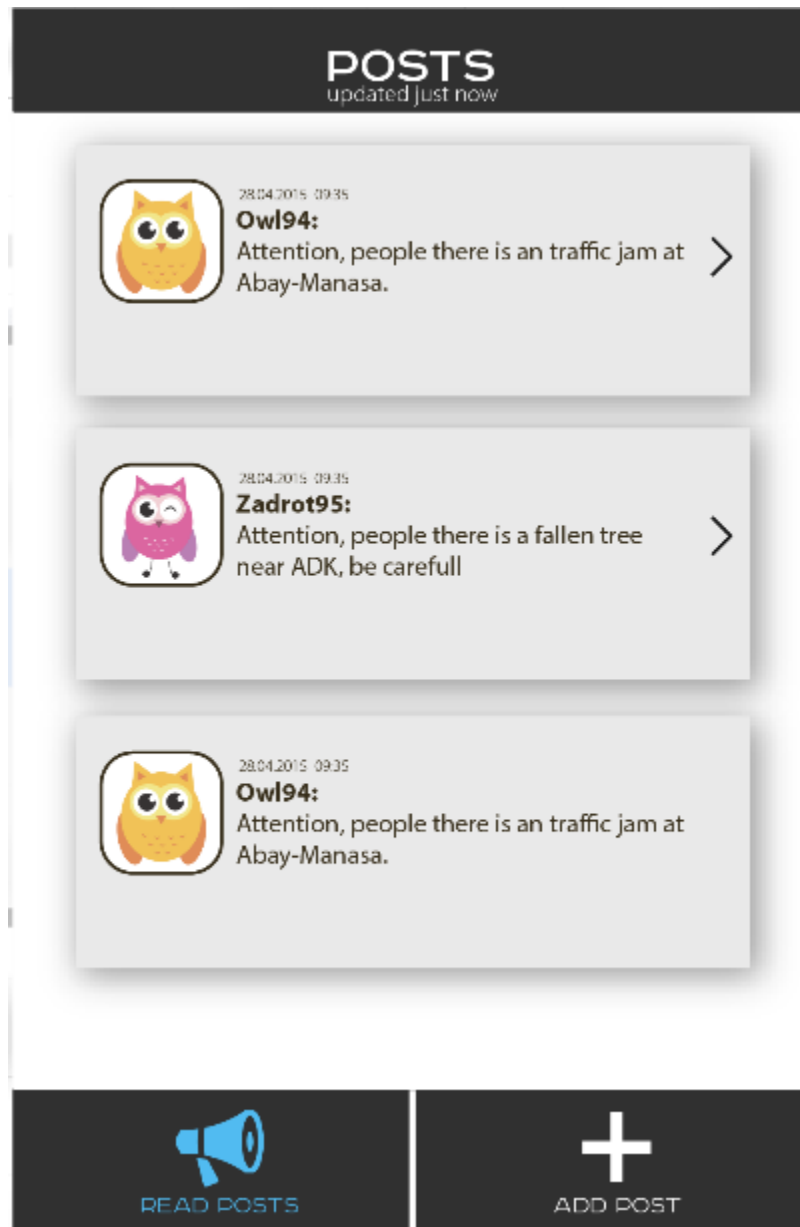 POSTS
updated just now
28.04.2015 09:35
Owl94:
Attention, people there is an traffic jam at
Abay-Manasa.
28.04.2015 09:35
Zadrot95:
Attention, people there is a fallen tree
near ADK, be carefull
28.04.2015 09:35
Owl94:
Attention, people there is an traffic jam at
Abay-Manasa.
READ POSTS
ADD POST